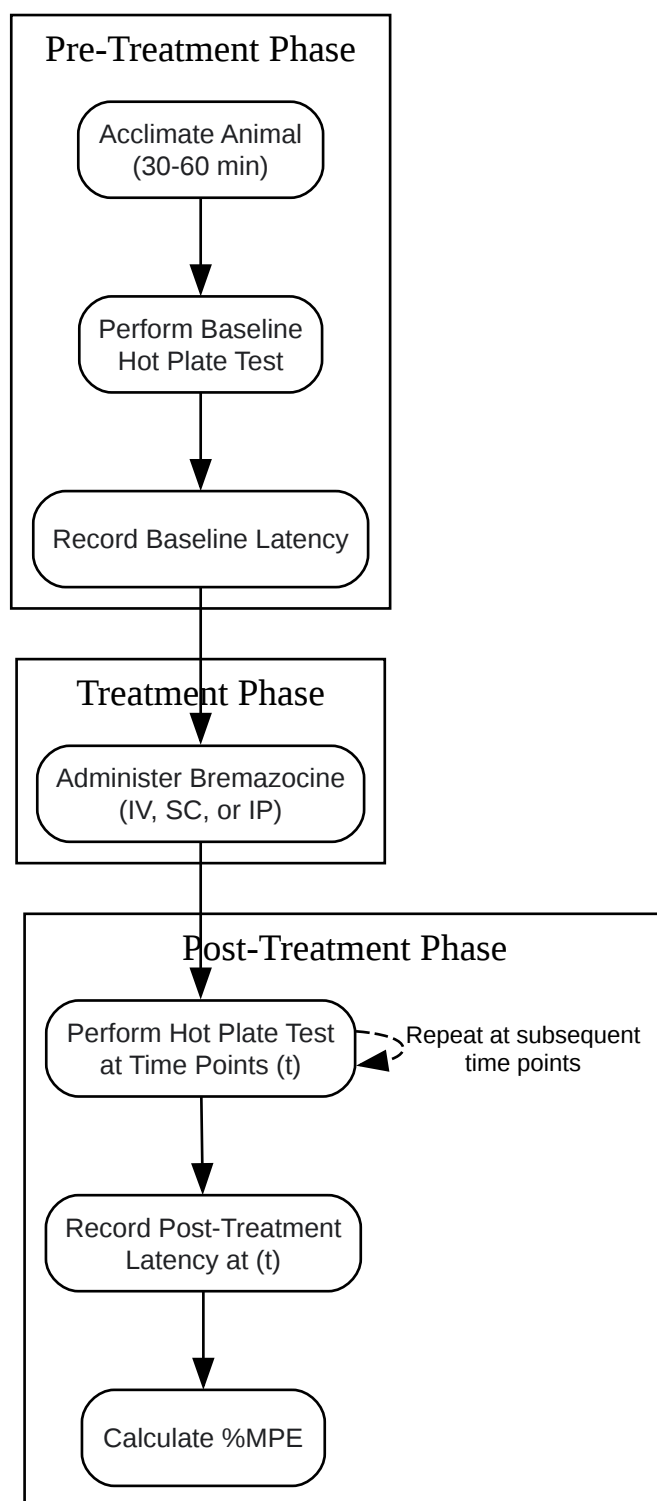 Pre-Treatment Phase
Acclimate Animal
(30-60 min)
Perform Baseline
Hot Plate Test
Record Baseline Latency
Treatment Phase
Administer Bremazocine
(IV, SC, or IP)
Post-Treatment Phase
Perform Hot Plate Test
at Time Points (t)
Repeat at subsequent
time points
Record Post-Treatment
Latency at (t)
Calculate %MPE